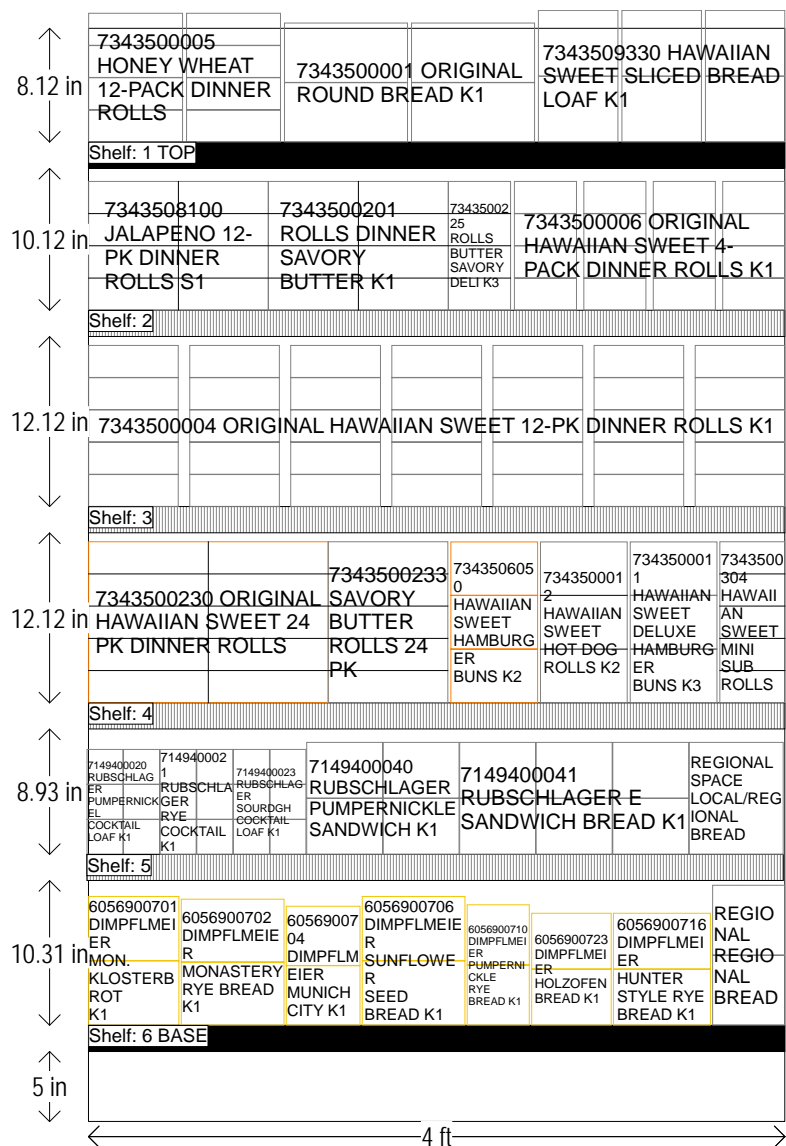 8.12 in
7343500005
HONEY WHEAT
12-PACK DINNER
ROLLS
7343500001 ORIGINAL
ROUND BREAD K1
7343509330 HAWAIIAN
SWEET SLICED BREAD
LOAF K1
Shelf: 1 TOP
10.12 in
7343508100
JALAPENO 12-
PK DINNER
ROLLS S1
7343500201
ROLLS DINNER
SAVORY
BUTTER K1
73435002
25
ROLLS
BUTTER
SAVORY
DELI K3
7343500006 ORIGINAL
HAWAIIAN SWEET 4-
PACK DINNER ROLLS K1
Shelf: 2
12.12 in
7343500004 ORIGINAL HAWAIIAN SWEET 12-PK DINNER ROLLS K1
Shelf: 3
12.12 in
7343500230 ORIGINAL
HAWAIIAN SWEET 24
PK DINNER ROLLS
7343500233
SAVORY
BUTTER
ROLLS 24
PK
734350605
0
HAWAIIAN
SWEET
HAMBURG
ER
BUNS K2
734350001
2
HAWAIIAN
SWEET
HOT DOG
ROLLS K2
734350001
1
HAWAIIAN
SWEET
DELUXE
HAMBURG
ER
BUNS K3
7343500
304
HAWAII
AN
SWEET
MINI
SUB
ROLLS
Shelf: 4
8.93 in
7149400020
RUBSCHLAG
ER
PUMPERNICK
EL
COCKTAIL
LOAF K1
714940002
1
RUBSCHLA
GER
RYE
COCKTAIL
K1
7149400023
RUBSCHLAG
ER
SOURDGH
COCKTAIL
LOAF K1
7149400040
RUBSCHLAGER
PUMPERNICKLE
SANDWICH K1
7149400041
RUBSCHLAGER E
SANDWICH BREAD K1
REGIONAL
SPACE
LOCAL/REG
IONAL
BREAD
Shelf: 5
10.31 in
6056900701
DIMPFLMEI
ER
MON.
KLOSTERB
ROT
K1
6056900702
DIMPFLMEIE
R
MONASTERY
RYE BREAD
K1
60569007
04
DIMPFLM
EIER
MUNICH
CITY K1
6056900706
DIMPFLMEIE
R
SUNFLOWE
R
SEED
BREAD K1
6056900710
DIMPFLMEI
ER
PUMPERNI
CKLE
RYE
BREAD K1
6056900723
DIMPFLMEI
ER
HOLZOFEN
BREAD K1
6056900716
DIMPFLMEI
ER
HUNTER
STYLE RYE
BREAD K1
REGIO
NAL
REGIO
NAL
BREAD
Shelf: 6 BASE
5 in
4 ft